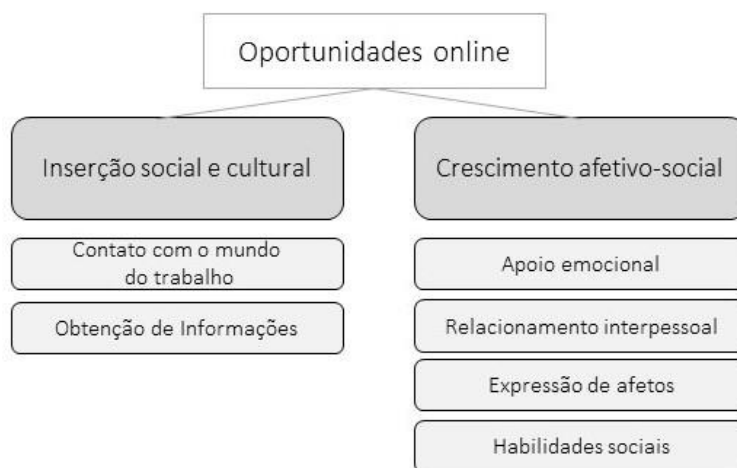 Oportunidades online
Inserção social e cultural
Contato com o mundo
do trabalho
Obtenção de Informações
Crescimento afetivo-social
Apoio emocional
Relacionamento interpessoal
Expressão de afetos
Habilidades sociais